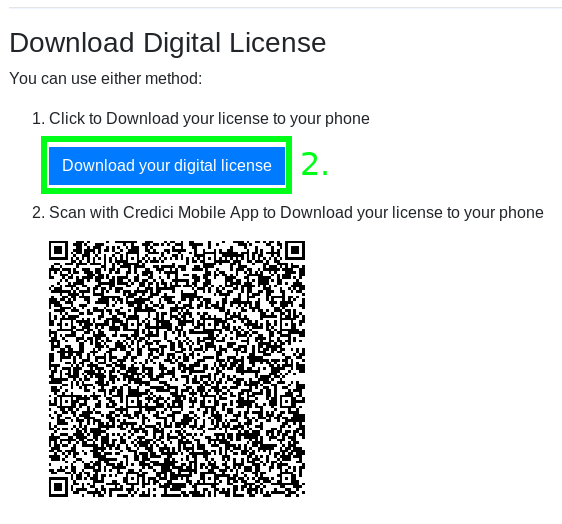 Download Digital License
You can use either method:
1. Click to Download your license to your phone
Download your digital license
2.
2. Scan with Credici Mobile App to Download your license to your phone